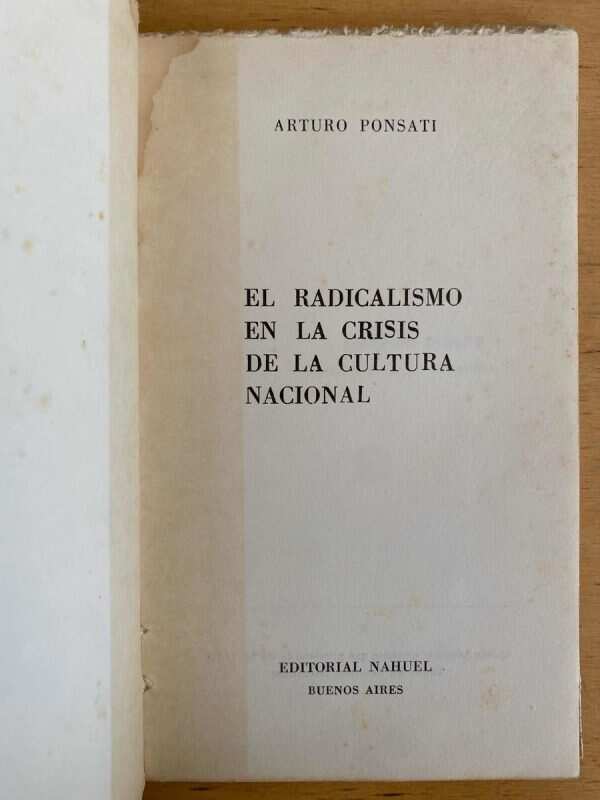 ARTURO PONSATI
EL RADICALISMO
EN LA CRISIS
DE LA CULTURA
NACIONAL
EDITORIAL NAHUEL
BUENOS AIRES